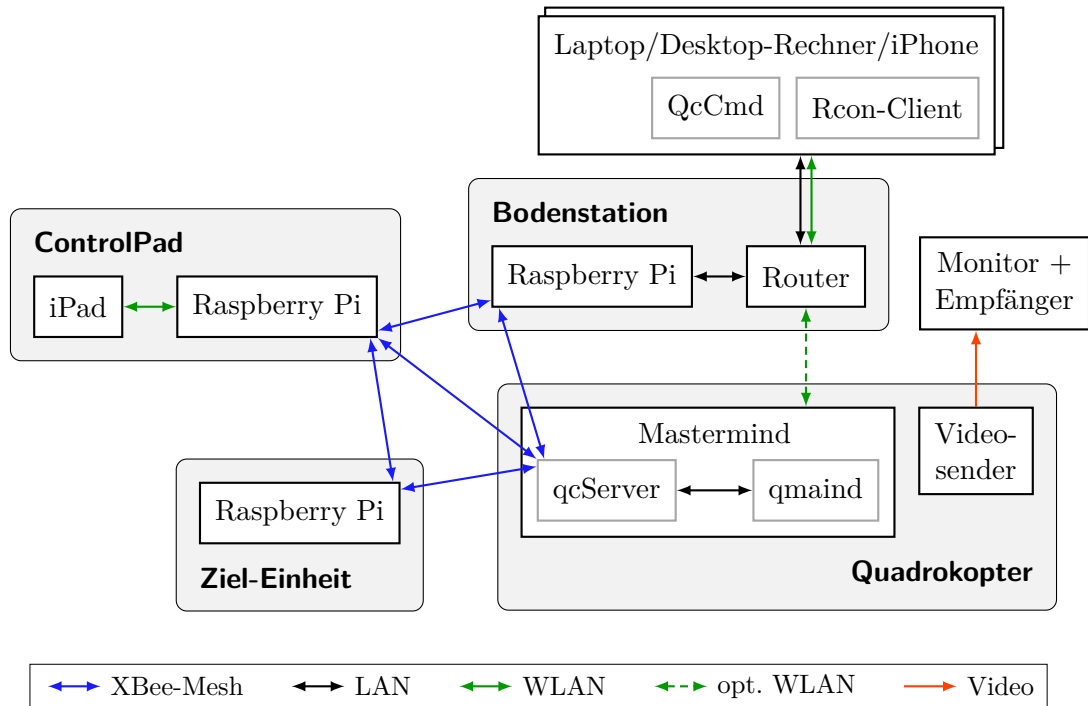 Laptop/Desktop-Rechner/iPhone
QcCmd
Rcon-Client
Bodenstation
Raspberry Pi
Router
ControlPad
iPad
Raspberry Pi
Monitor +
Empfänger
Mastermind
qcServer
qmaind
Video-
sender
Quadrokopter
Raspberry Pi
Ziel-Einheit
XBee-Mesh
LAN
WLAN
opt. WLAN
Video